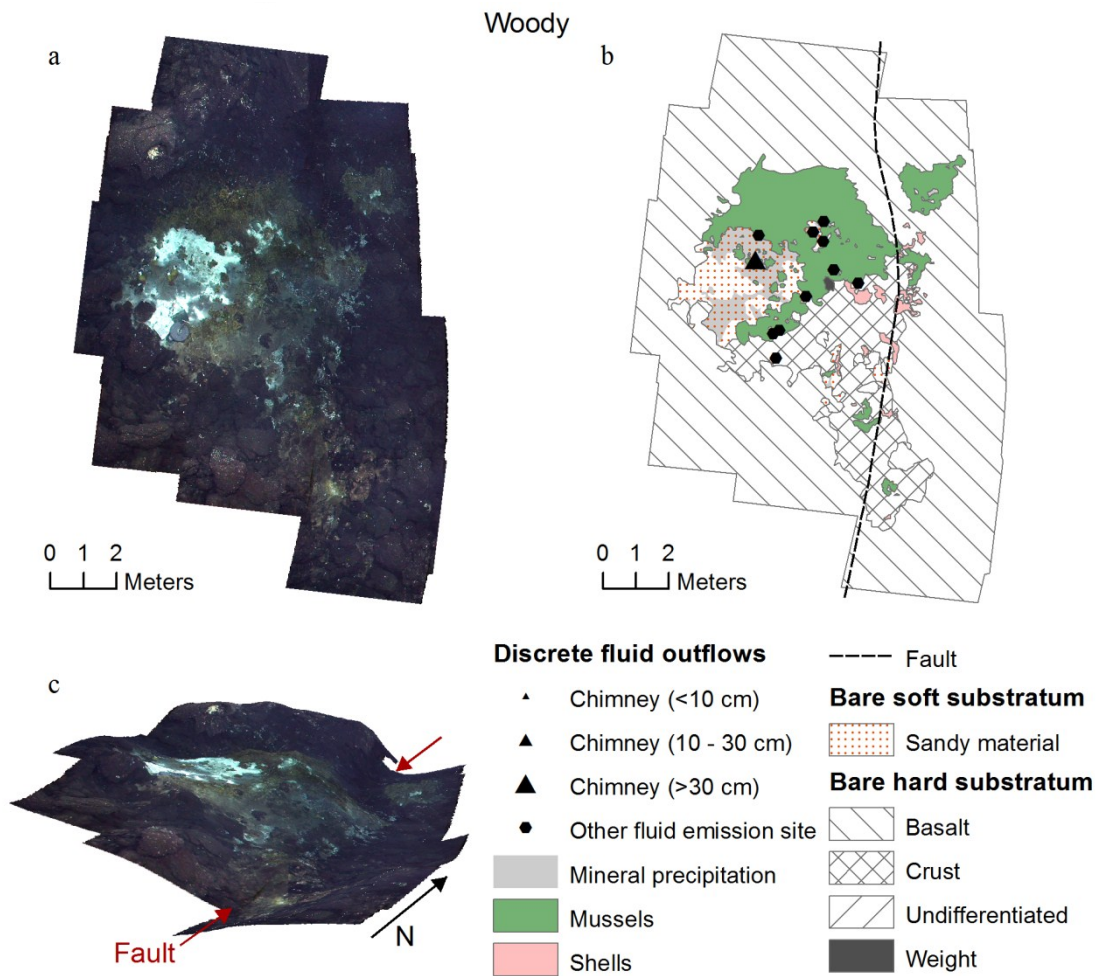 Woody
a
b
0 1 2
Meters
0 1 2
Meters
c
Fault
N
Discrete fluid outflows
Chimney (<10 cm)
Chimney (10 - 30 cm)
Chimney (>30 cm)
Other fluid emission site
Mineral precipitation
Mussels
Shells
Fault
Bare soft substratum
Sandy material
Bare hard substratum
Basalt
Crust
Undifferentiated
Weight